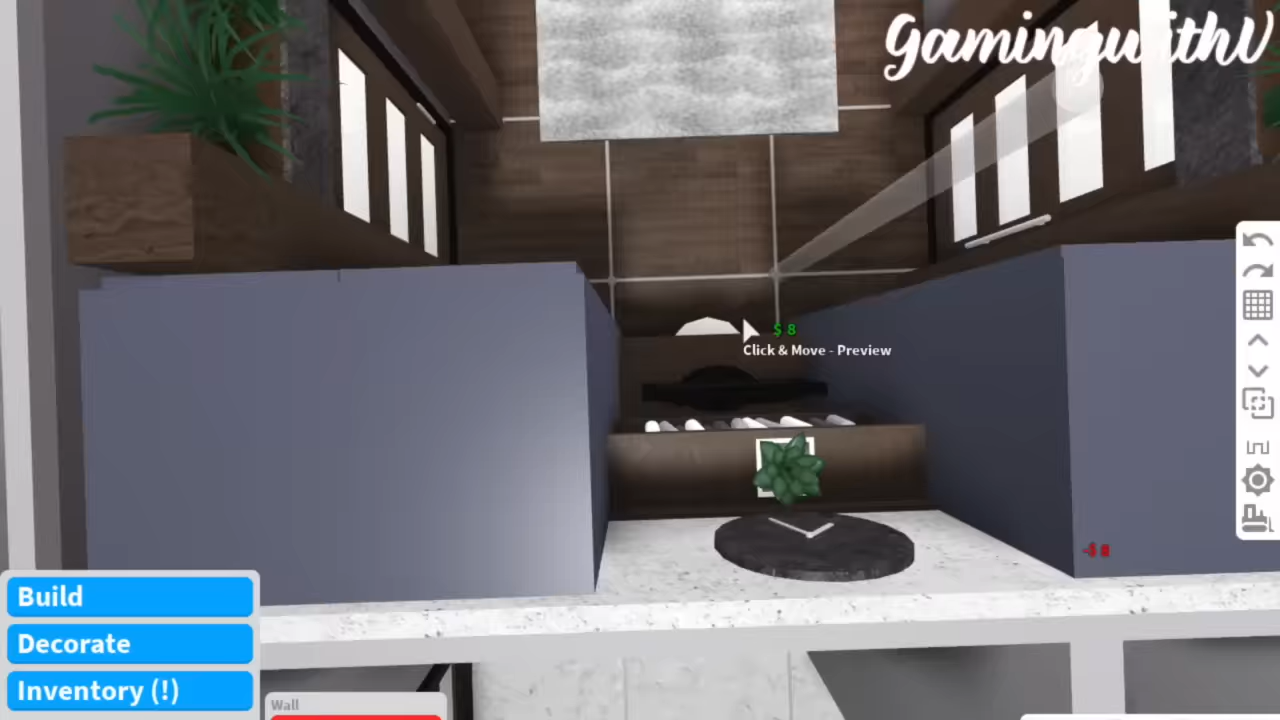 GamingwithV
$ 8
Click & Move - Preview
Build
Decorate
Inventory (!)
Wall